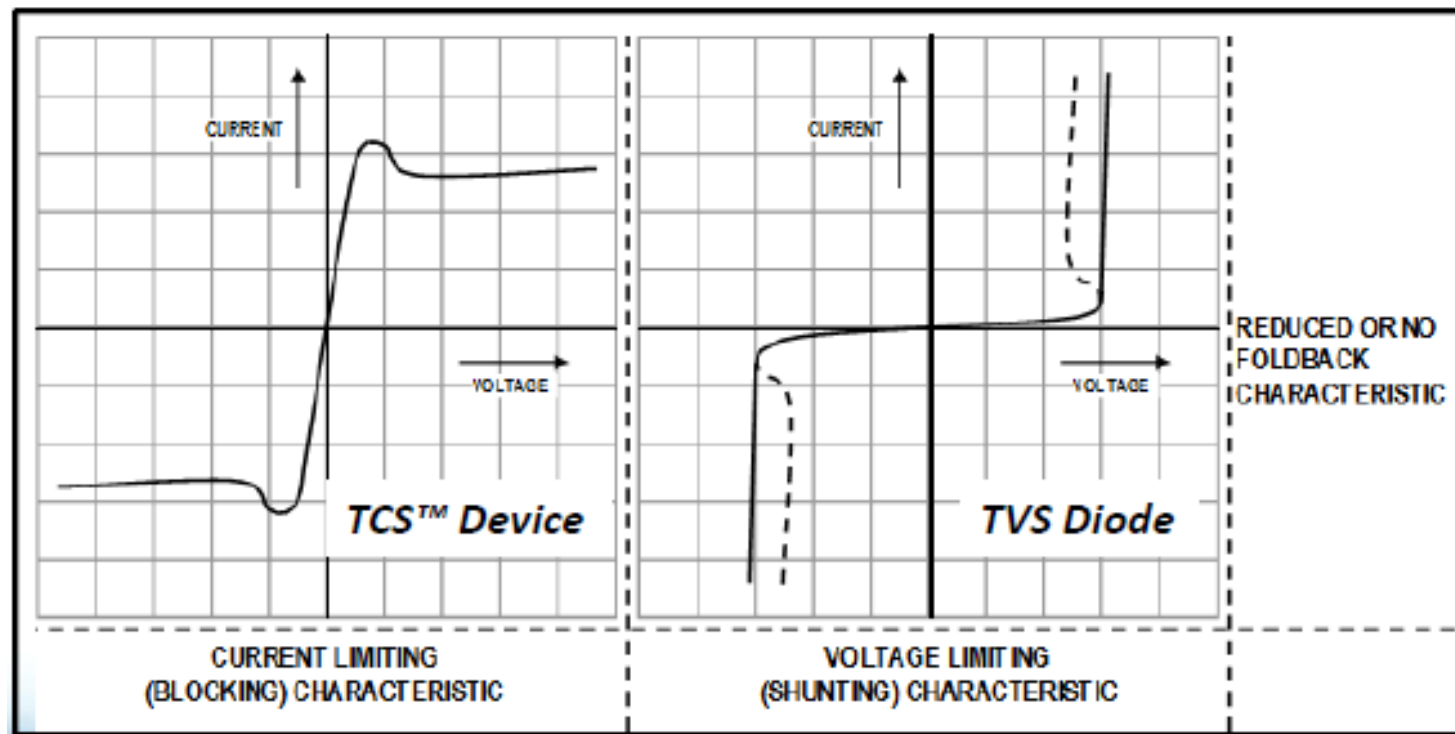 CURRENT
VOLTAGE
TCS™ Device
CURRENT
VOLTAGE
TVS Diode
REDUCED OR NO
FOLDBACK
CHARACTERISTIC
CURRENT LIMITING
(BLOCKING) CHARACTERISTIC
VOLTAGE LIMITING
(SHUNTING) CHARACTERISTIC